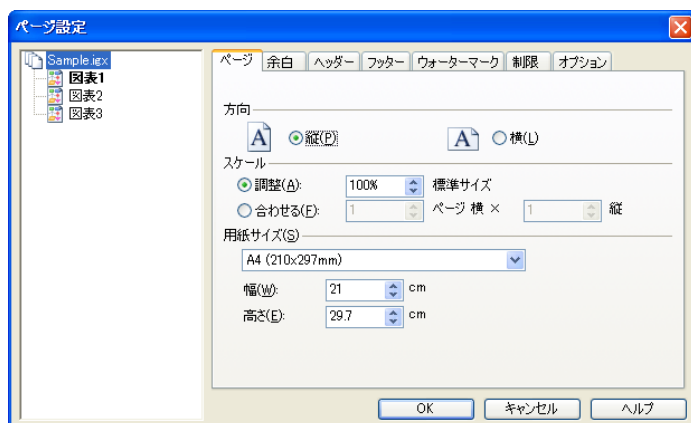 ページ設定
Sample.igx
図表1
図表2
図表3
ページ 余白 ヘッダー フッター ウォーターマーク 制限 オプション
方向
A 縦(P) A 横(L)
スケール
調整(A): 100% 標準サイズ
合わせる(F): 1 ページ 横 × 1 縦
用紙サイズ(S)
A4 (210x297mm)
幅(W): 21 cm
高さ(E): 29.7 cm
OK キャンセル ヘルプ